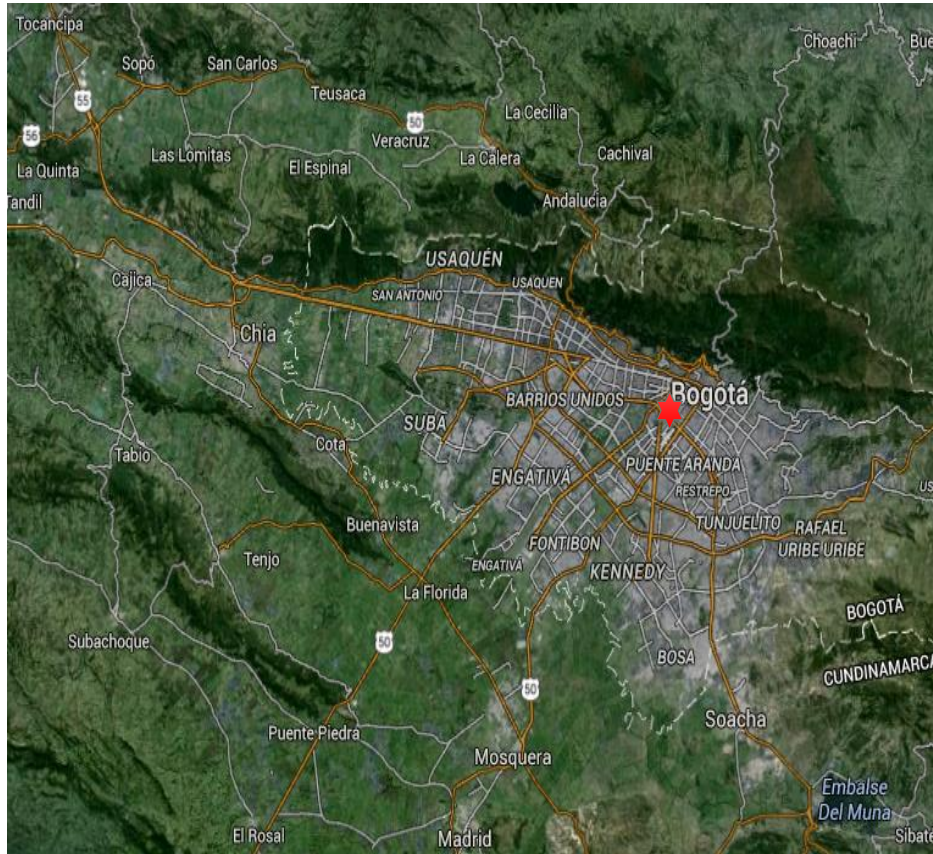 Tocancipa
Choachi
Bue
Sopó
San Carlos
Teusaca
55
50
La Cecilia
56
Las Lomitas
Veracruz
La Calera
Cachival
La Quinta
El Espinal
Tandil
Andalucia
USAQUÉN
Cajica
USAQUEN
SAN ANTONIO
Chia
Bogotá
BARRIOS UNIDOS
SUBA
Cota
Tabio
ENGATIVÁ
PUENTE ARANDA
RESTREPO
US
Buenavista
TUNJUELITO
RAFAEL
URIBE URIBE
FONTIBON
Tenjo
ENGATIVÁ
KENNEDY
La Florida
BOGOTÁ
Subachoque
50
BOSA
CUNDINAMARCA
50
Soacha
Puente Piedra
Mosquera
Embalse
Del Muna
El Rosal
Madrid
Sibaté